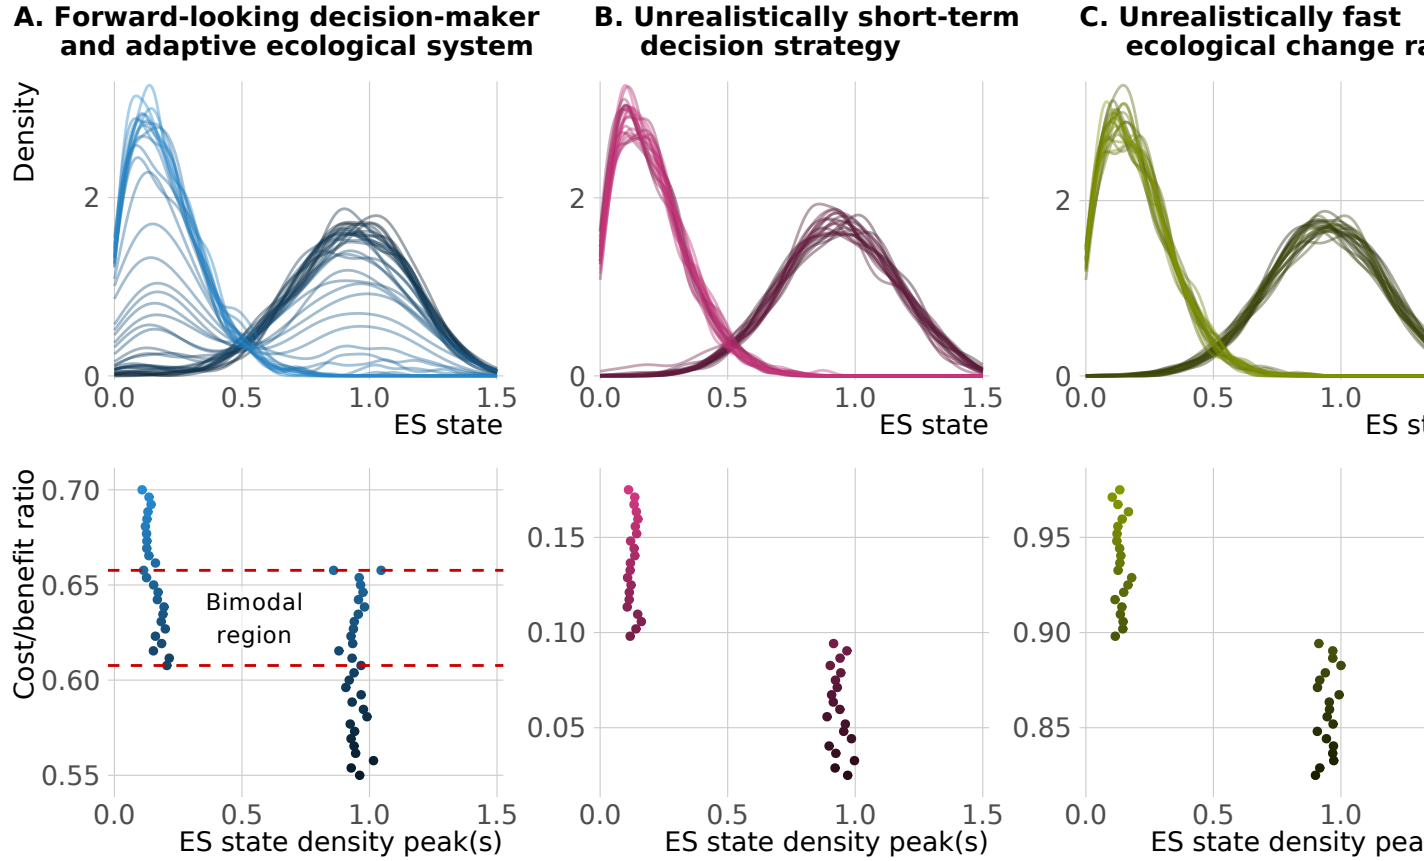 A. Forward-looking decision-maker
and adaptive ecological system
B. Unrealistically short-term
decision strategy
C. Unrealistically fast
ecological change
Density
2
0
0.0 0.5 1.0 1.5
ES state
2
0
0.0 0.5 1.0 1.5
ES state
2
0
0.0 0.5 1.0
ES
Cost/benefit ratio
0.70
0.65
0.60
0.55
Bimodal
region
0.0 0.5 1.0 1.5
ES state density peak(s)
0.15
0.10
0.05
0.0 0.5 1.0 1.5
ES state density peak(s)
0.95
0.90
0.85
0.0 0.5 1.0
ES state density